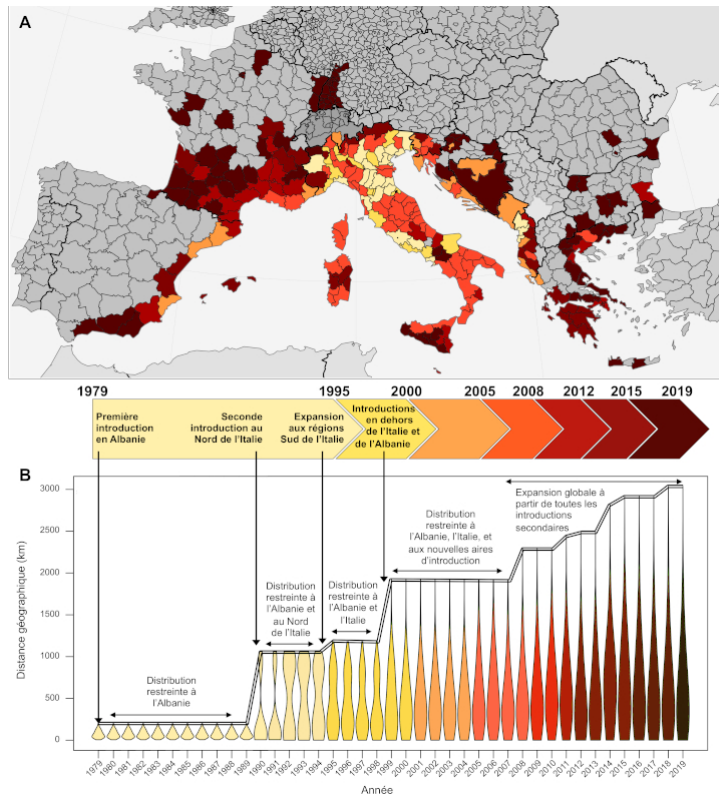 A
1979
1995
2000
2005
2008
2012
2015
2019
Première
introduction
en Albanie
Seconde
introduction au
Nord de l'Italie
Expansion
aux régions
Sud de l'Italie
Introductions
en dehors
de l'Italie et
de l'Albanie
B
Distance géographique (km)
3000
2500
2000
1500
1000
500
0
Distribution
restreinte à
l'Albanie
Distribution
restreinte à
l'Albanie et
au Nord
de l'Italie
Distribution
restreinte à
l'Albanie et
l'Italie
Distribution
restreinte à
l'Albanie, l'Italie, et
aux nouvelles aires
d'introduction
Expansion globale à
partir de toutes les
introductions
secondaires
1979
1980
1981
1982
1983
1984
1985
1986
1987
1988
1989
1990
1991
1992
1993
1994
1995
1996
1997
1998
1999
2000
2001
2002
2003
2004
2005
2006
2007
2008
2009
2010
2011
2012
2013
2014
2015
2016
2017
2018
2019
Année